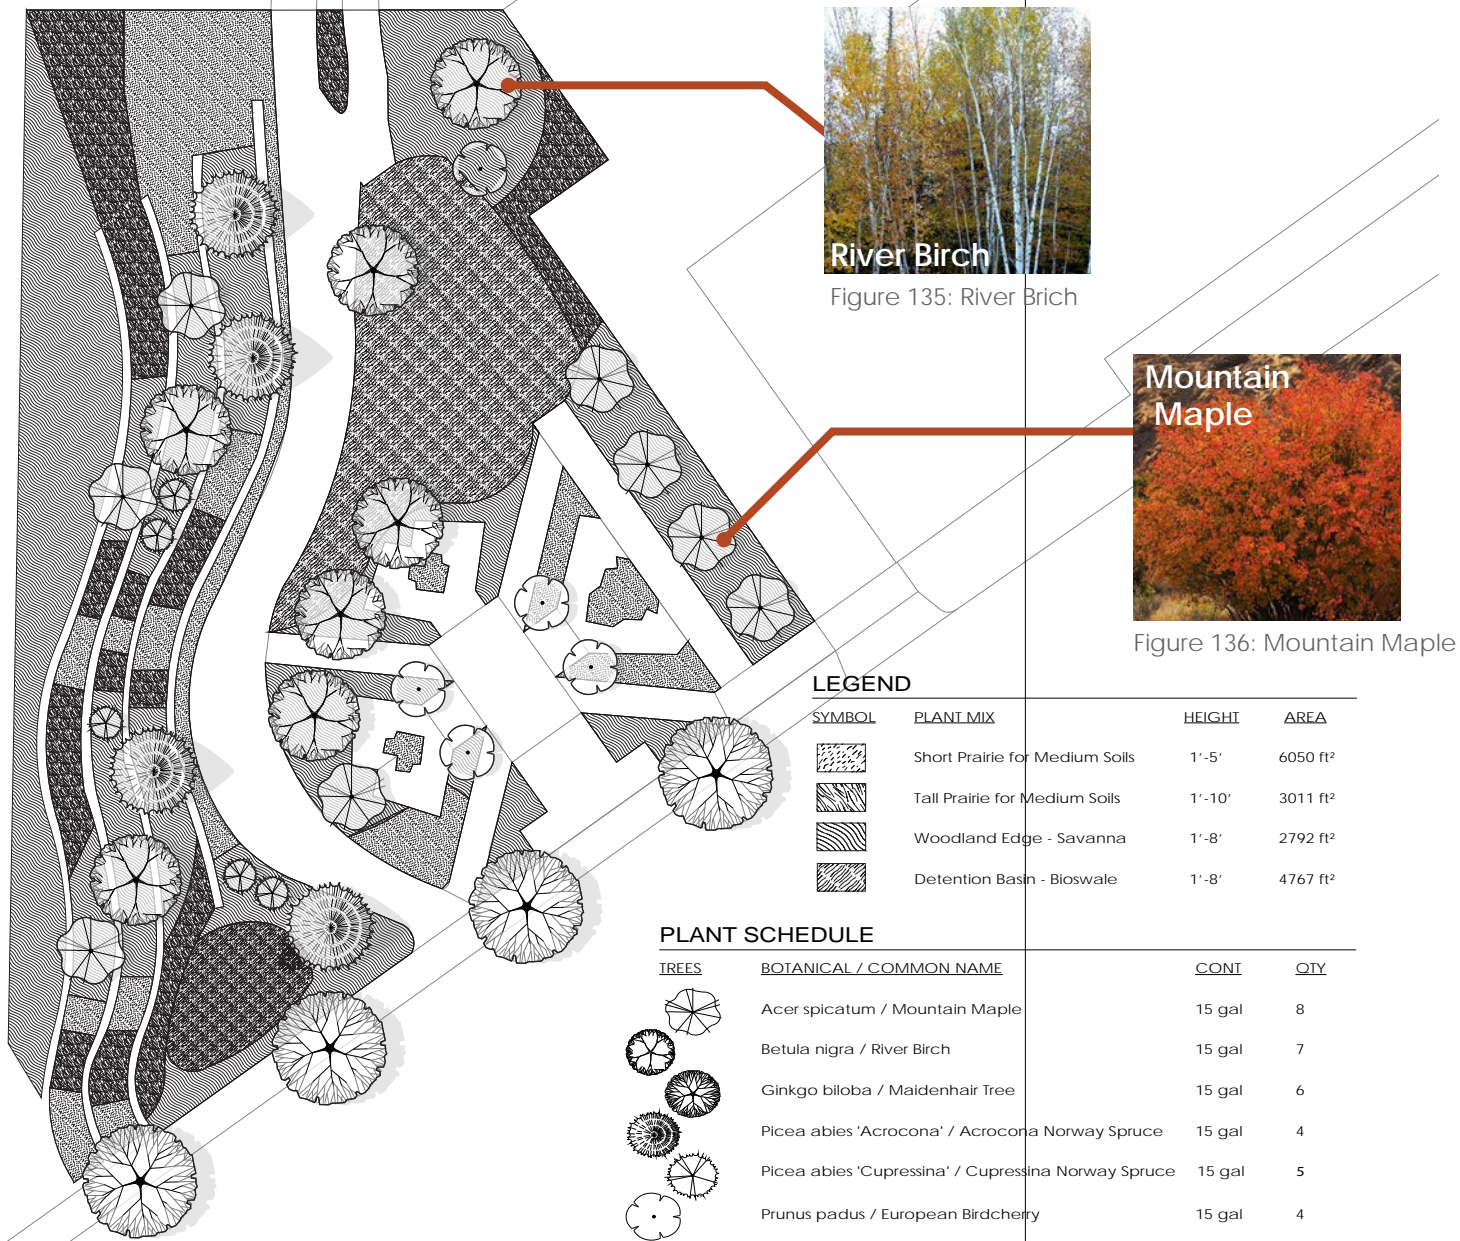 River Birch
Figure 135: River Brich
Mountain
Maple
Figure 136: Mountain Maple
LEGEND
SYMBOL PLANT MIX HEIGHT AREA
Short Prairie for Medium Soils 1'-5' 6050 ft²
Tall Prairie for Medium Soils 1'-10' 3011 ft²
Woodland Edge - Savanna 1'-8' 2792 ft²
Detention Basin - Bioswale 1'-8' 4767 ft²
PLANT SCHEDULE
TREES BOTANICAL / COMMON NAME CONT QTY
Acer spicatum / Mountain Maple 15 gal 8
Betula nigra / River Birch 15 gal 7
Ginkgo biloba / Maidenhair Tree 15 gal 6
Picea abies 'Acrocona' / Acrocona Norway Spruce 15 gal 4
Picea abies 'Cupressina' / Cupressina Norway Spruce 15 gal 5
Prunus padus / European Birdcherry 15 gal 4